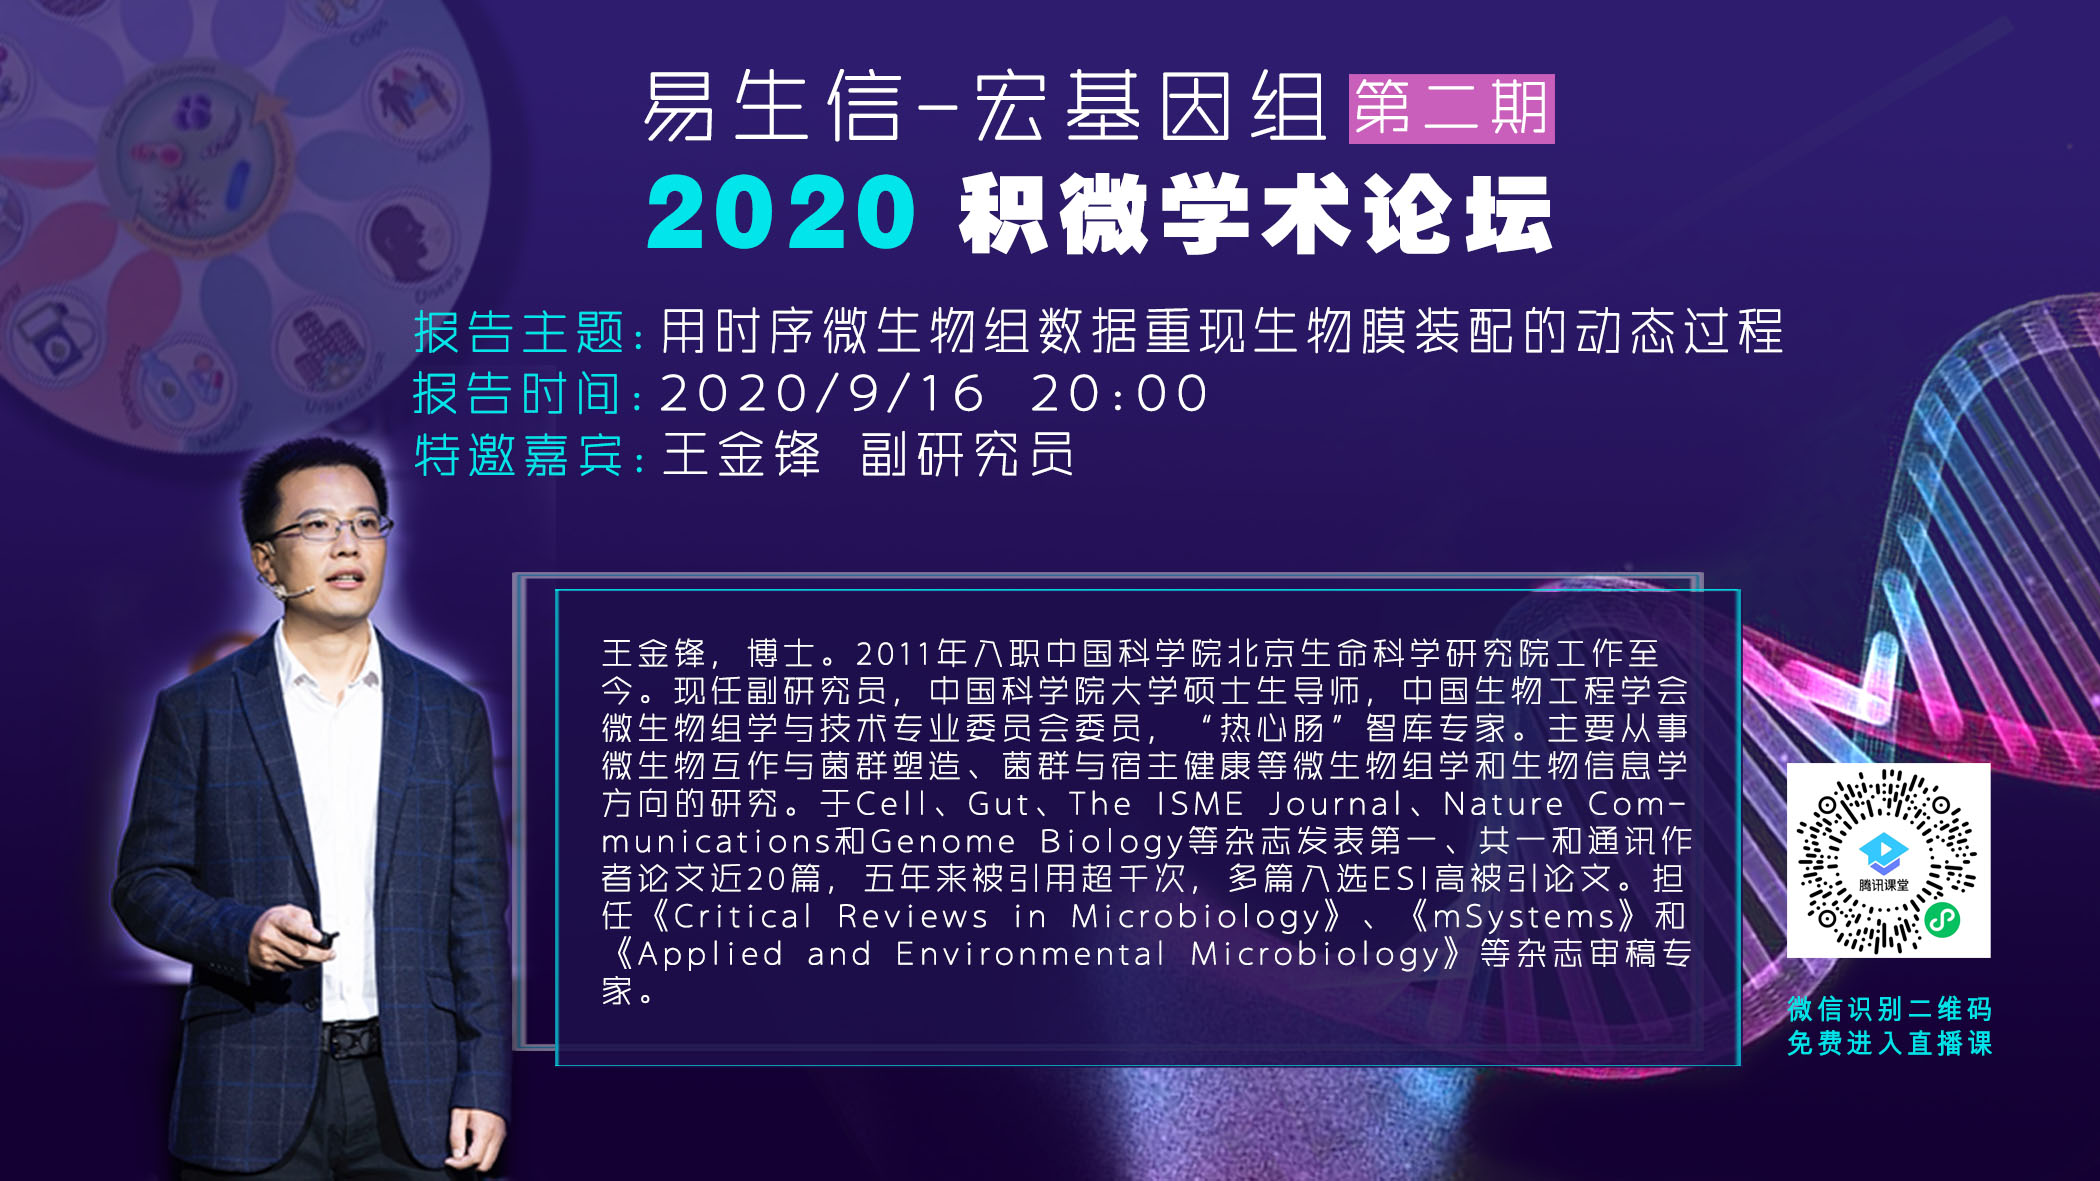 易生信-宏基因组 第二期
2020 积微学术论坛
报告主题：用时序微生物组数据重现生物膜装配的动态过程
报告时间：2020/9/16 20:00
特邀嘉宾：王金锋 副研究员
王金锋，博士。2011年入职中国科学院北京生命科学研究院工作至
今。现任副研究员，中国科学院大学硕士生导师，中国生物工程学会
微生物组学与技术专业委员会委员，“热心肠”智库专家。主要从事
微生物互作与菌群塑造、菌群与宿主健康等微生物组学和生物信息学
方向的研究。于Cell、Gut、The ISME Journal、Nature Com-
munications和Genome Biology等杂志发表第一、共一和通讯作
者论文近20篇，五年来被引用超千次，多篇入选ESI高被引论文。担
任《Critical Reviews in Microbiology》、《mSystems》和
《Applied and Environmental Microbiology》等杂志审稿专
家。
腾讯课堂
微信识别二维码
免费进入直播课
Crops
Nutrition
Disease